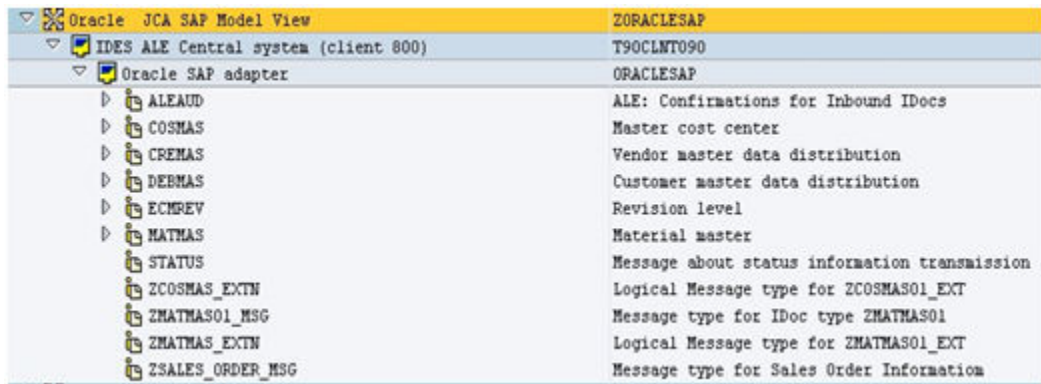 Oracle JCA SAP Model View ZORACLESAP
IDES ALE Central system (client 800) T90CLNT090
Oracle SAP adapter ORACLESAP
ALEAUD ALE: Confirmations for Inbound IDocs
COSMAS Master cost center
CREMAS Vendor master data distribution
DEBMAS Customer master data distribution
ECMREV Revision level
MATMAS Material master
STATUS Message about status information transmission
ZCOSMAS_EXTN Logical Message type for ZCOSMAS01_EXT
ZMATMAS01_MSG Message type for IDoc type ZMATMAS01
ZMATMAS_EXTN Logical Message type for ZMATMAS01_EXT
ZSALES_ORDER_MSG Message type for Sales Order Information